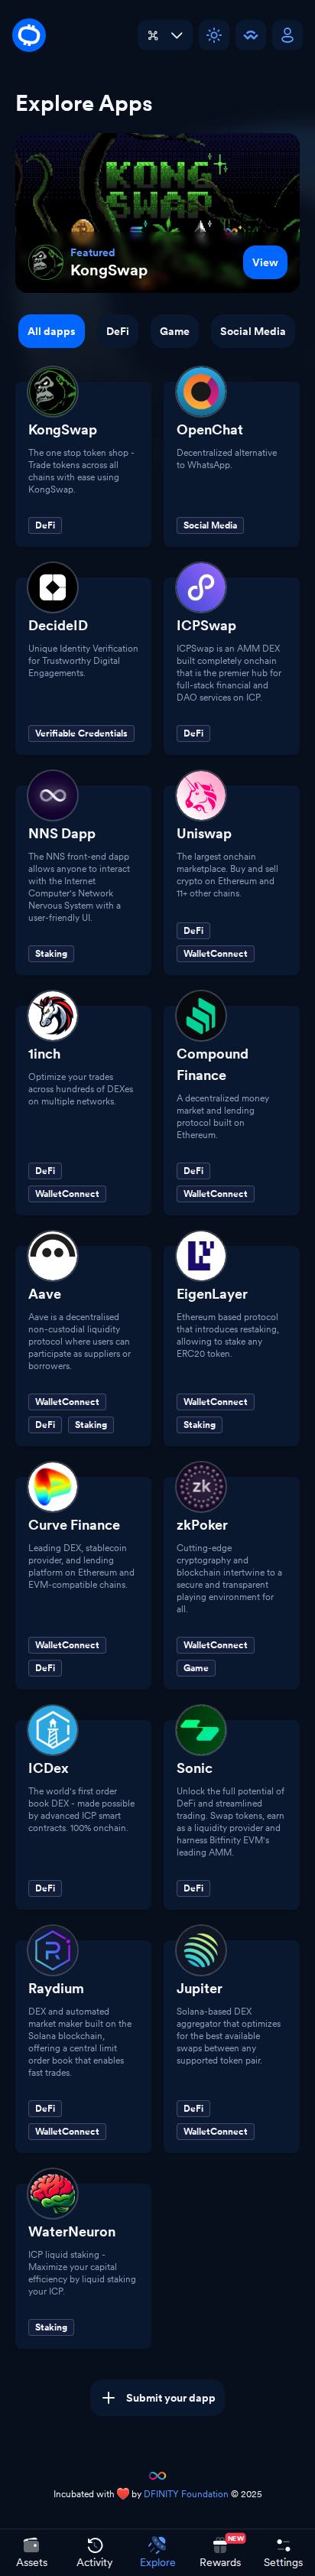 Explore Apps
KONG
SWAP
Featured
KongSwap
View
All dapps
DeFi
Game
Social Media
KongSwap
The one stop token shop -
Trade tokens across all
chains with ease using
KongSwap.
DeFi
OpenChat
Decentralized alternative
to WhatsApp.
Social Media
DecideID
Unique Identity Verification
for Trustworthy Digital
Engagements.
Verifiable Credentials
ICPSwap
ICPSwap is an AMM DEX
built completely onchain
that is the premier hub for
full-stack financial and
DAO services on ICP.
DeFi
NNS Dapp
The NNS front-end dapp
allows anyone to interact
with the Internet
Computer's Network
Nervous System with a
user-friendly UI.
Staking
Uniswap
The largest onchain
marketplace. Buy and sell
crypto on Ethereum and
11+ other chains.
DeFi
WalletConnect
1inch
Optimize your trades
across hundreds of DEXes
on multiple networks.
DeFi
WalletConnect
Compound
Finance
A decentralized money
market and lending
protocol built on
Ethereum.
DeFi
WalletConnect
Aave
Aave is a decentralised
non-custodial liquidity
protocol where users can
participate as suppliers or
borrowers.
WalletConnect
DeFi
Staking
EigenLayer
Ethereum based protocol
that introduces restaking,
allowing to stake any
ERC20 token.
WalletConnect
Staking
Curve Finance
Leading DEX, stablecoin
provider, and lending
platform on Ethereum and
EVM-compatible chains.
WalletConnect
DeFi
zk
zkPoker
Cutting-edge
cryptography and
blockchain intertwine to a
secure and transparent
playing environment for
all.
WalletConnect
Game
ICDex
The world's first order
book DEX - made possible
by advanced ICP smart
contracts. 100% onchain.
DeFi
Sonic
Unlock the full potential of
DeFi and streamlined
trading. Swap tokens, earn
as a liquidity provider and
harness Bitfinity EVM's
leading AMM.
DeFi
Raydium
DEX and automated
market maker built on the
Solana blockchain,
offering a central limit
order book that enables
fast trades.
DeFi
WalletConnect
Jupiter
Solana-based DEX
aggregator that optimizes
for the best available
swaps between any
supported token pair.
DeFi
WalletConnect
WaterNeuron
ICP liquid staking -
Maximize your capital
efficiency by liquid staking
your ICP.
Staking
Submit your dapp
Incubated with ❤️ by DFINITY Foundation © 2025
NEW
Assets
Activity
Explore
Rewards
Settings